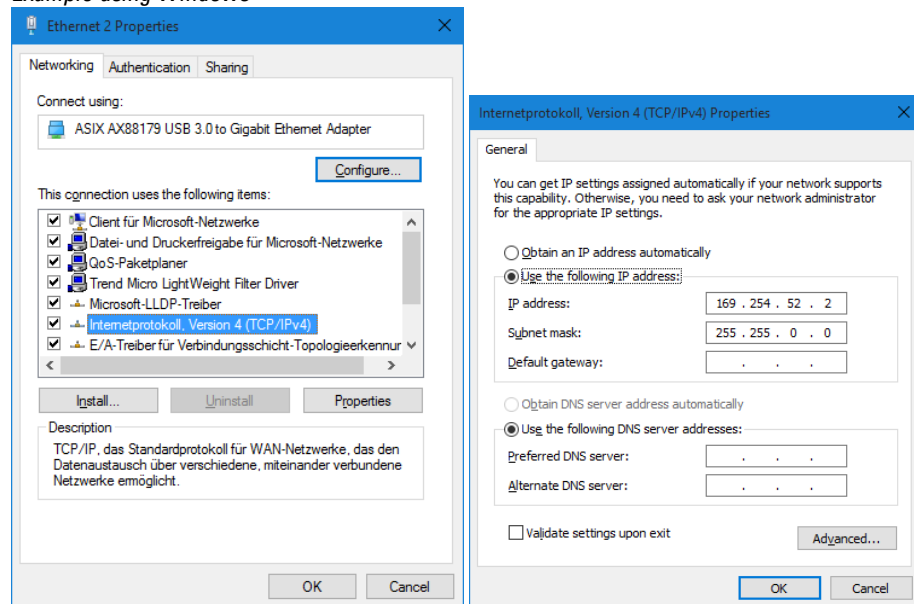 Example using Windows
Ethernet 2 Properties
Networking Authentication Sharing
Connect using:
ASIX AX88179 USB 3.0 to Gigabit Ethernet Adapter
Configure...
This connection uses the following items:
Client für Microsoft-Netzwerke
Datei- und Druckerfreigabe für Microsoft-Netzwerke
QoS-Paketplaner
Trend Micro LightWeight Filter Driver
Microsoft-LLDP-Treiber
Internetprotokoll, Version 4 (TCP/IPv4)
E/A-Treiber für Verbindungsschicht-Topologieerkennur
Install... Uninstall Properties
Description
TCP/IP, das Standardprotokoll für WAN-Netzwerke, das den
Datenaustausch über verschiedene, miteinander verbundene
Netzwerke ermöglicht.
OK Cancel
Internetprotokoll, Version 4 (TCP/IPv4) Properties
General
You can get IP settings assigned automatically if your network supports
this capability. Otherwise, you need to ask your network administrator
for the appropriate IP settings.
Obtain an IP address automatically
Use the following IP address:
IP address: 169 . 254 . 52 . 2
Subnet mask: 255 . 255 . 0 . 0
Default gateway: . . .
Obtain DNS server address automatically
Use the following DNS server addresses:
Preferred DNS server: . . .
Alternate DNS server: . . .
Validate settings upon exit
Advanced...
OK Cancel